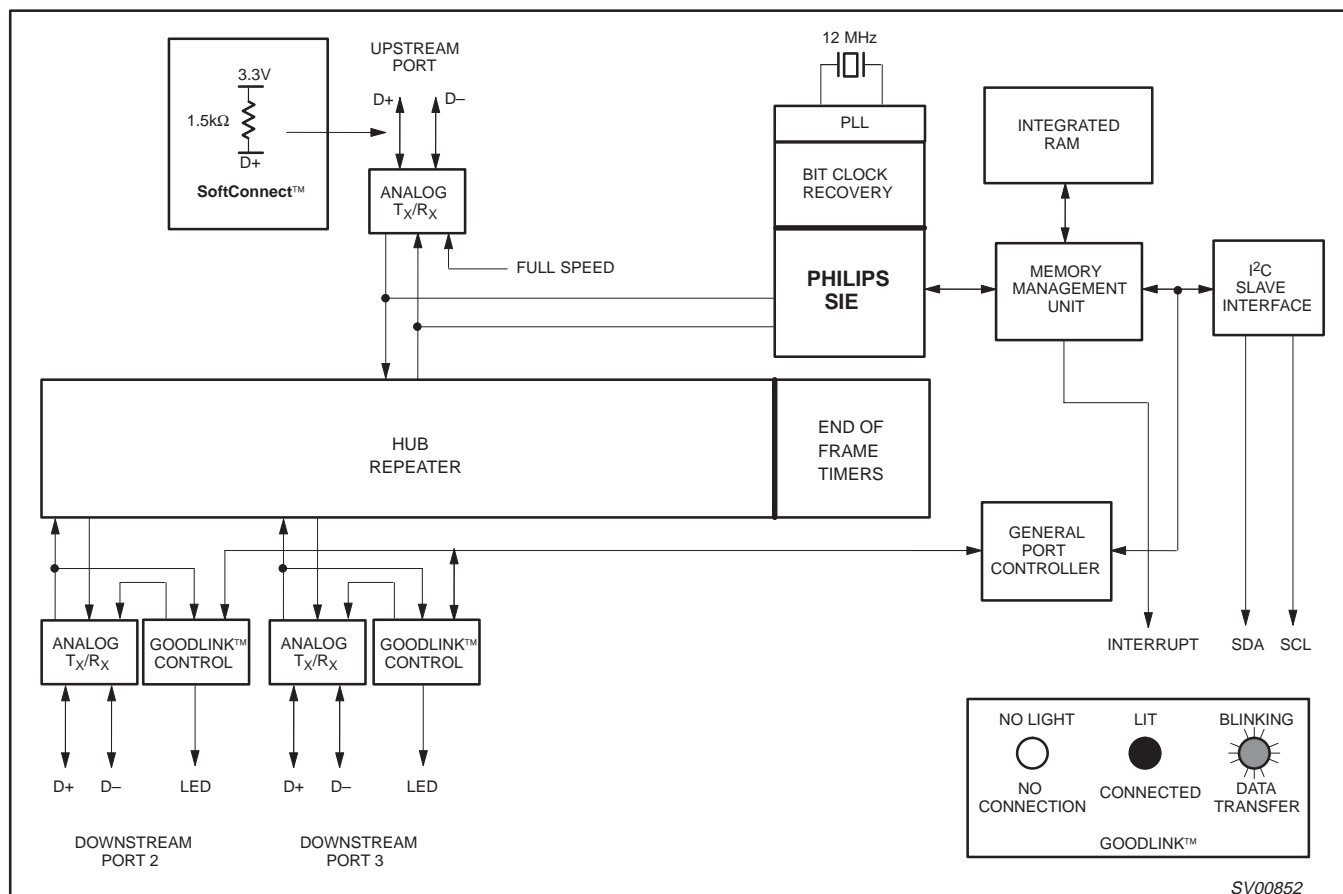 UPSTREAM
PORT
12 MHz
3.3V
D+
D–
1.5kΩ
D+
SoftConnect™
PLL
INTEGRATED
RAM
BIT CLOCK
RECOVERY
ANALOG
TX/RX
FULL SPEED
PHILIPS
SIE
MEMORY
MANAGEMENT
UNIT
I2C
SLAVE
INTERFACE
HUB
REPEATER
END OF
FRAME
TIMERS
GENERAL
PORT
CONTROLLER
ANALOG
TX/RX
GOODLINK™
CONTROL
ANALOG
TX/RX
GOODLINK™
CONTROL
INTERRUPT
SDA
SCL
D+
D–
LED
D+
D–
LED
DOWNSTREAM
PORT 2
DOWNSTREAM
PORT 3
NO LIGHT
LIT
BLINKING
NO
CONNECTION
CONNECTED
DATA
TRANSFER
GOODLINK™
SV00852